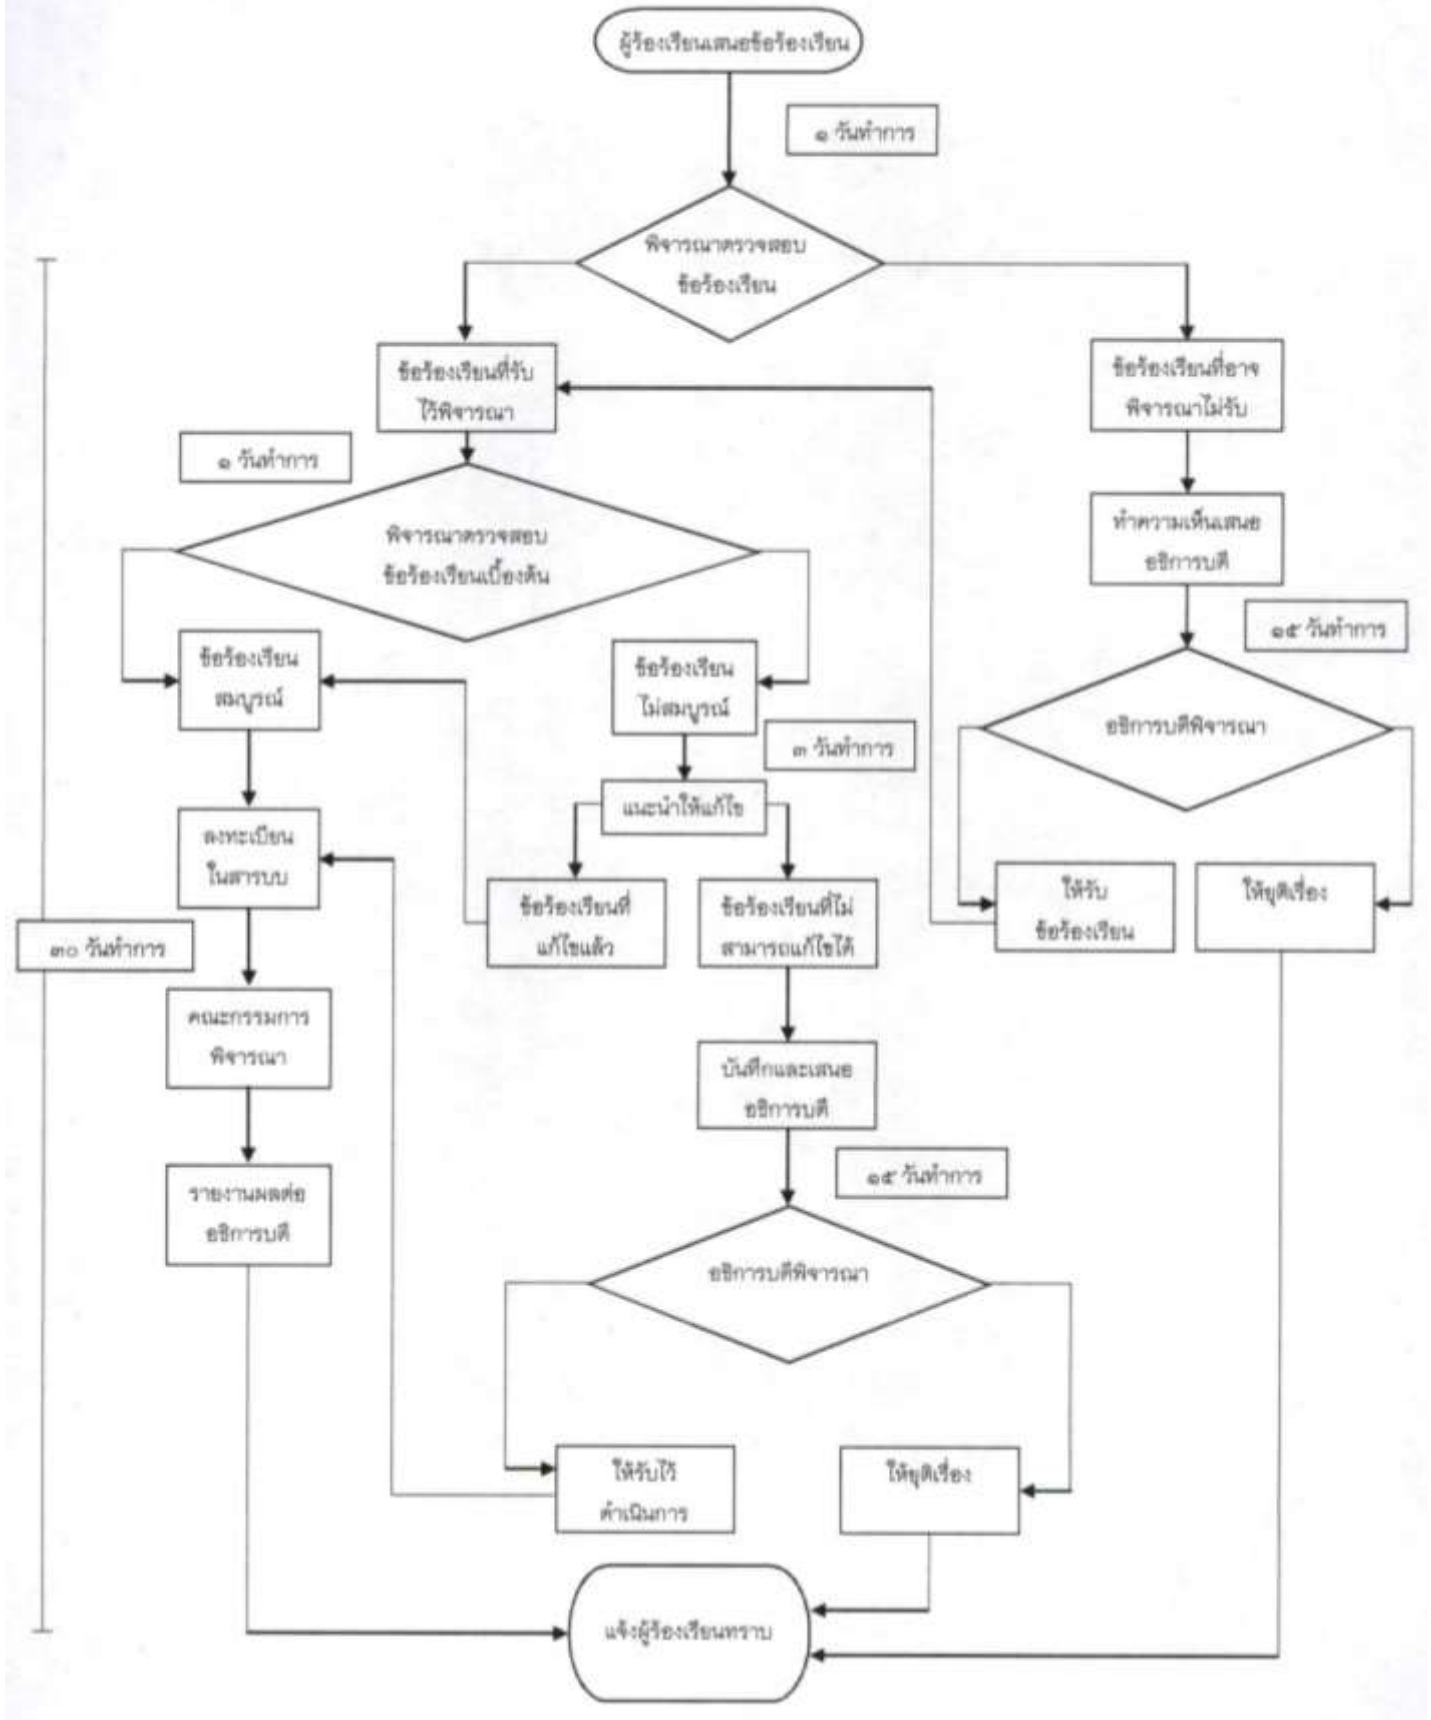 ผู้ร้องเรียนเสนอข้อร้องเรียน
๑ วันทำการ
พิจารณาตรวจสอบ
ข้อร้องเรียน
ข้อร้องเรียนที่รับ
ไว้พิจารณา
ข้อร้องเรียนที่อาจ
พิจารณาไม่รับ
๑ วันทำการ
พิจารณาตรวจสอบ
ข้อร้องเรียนเบื้องต้น
ทำความเห็นเสนอ
อธิการบดี
๑๕ วันทำการ
ข้อร้องเรียน
สมบูรณ์
ข้อร้องเรียน
ไม่สมบูรณ์
๓ วันทำการ
อธิการบดีพิจารณา
แนะนำให้แก้ไข
ลงทะเบียน
ในสารบบ
ข้อร้องเรียนที่
แก้ไขแล้ว
ข้อร้องเรียนที่ไม่
สามารถแก้ไขได้
ให้รับ
ข้อร้องเรียน
ให้ยุติเรื่อง
๓๐ วันทำการ
คณะกรรมการ
พิจารณา
บันทึกและเสนอ
อธิการบดี
๑๕ วันทำการ
รายงานผลต่อ
อธิการบดี
อธิการบดีพิจารณา
ให้รับไว้
ดำเนินการ
ให้ยุติเรื่อง
แจ้งผู้ร้องเรียนทราบ